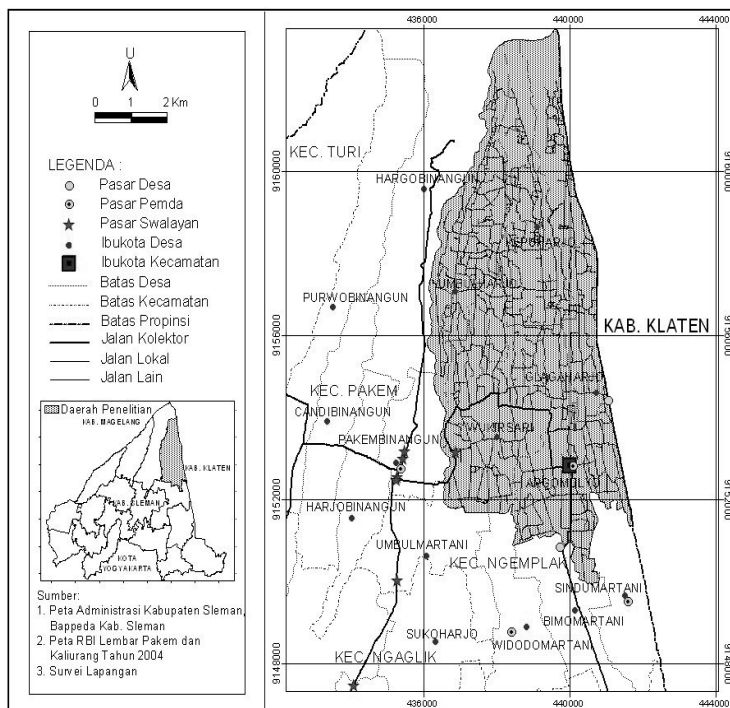 U
0 1 2 Km
LEGENDA :
Pasar Desa
Pasar Pemda
Pasar Swalayan
Ibukota Desa
Ibukota Kecamatan
Batas Desa
Batas Kecamatan
Batas Propinsi
Jalan Kolektor
Jalan Lokal
Jalan Lain
Daerah Penelitian
KAB. MAGELANG
KAB. KLATEN
KAB. SLEMAN
KOTA
YOGYAKARTA
Sumber:
1. Peta Administrasi Kabupaten Sleman,
Bappeda Kab. Sleman
2. Peta RBI Lembar Pakem dan
Kaliurang Tahun 2004
3. Survei Lapangan
436000 440000 444000
9160000 9160000
9156000 9156000
9152000 9152000
9148000 9148000
KEC. TURI
HARGOBINANGUN
KEPUHARJO
UMBULHARJO
PURWOBINANGUN
KAB. KLATEN
GLAGAHARJO
KEC. PAKEM
CANDIBINANGUN
PAKEMBINANGUN
WUKIRSARI
ARGOMULYO
HARJOBINANGUN
UMBULMARTANI
KEC. NGEMPLAK
SINDUMARTANI
BIMOMARTANI
SUKOHARJO
WIDODOMARTANI
KEC. NGAGLIK
436000 440000 444000